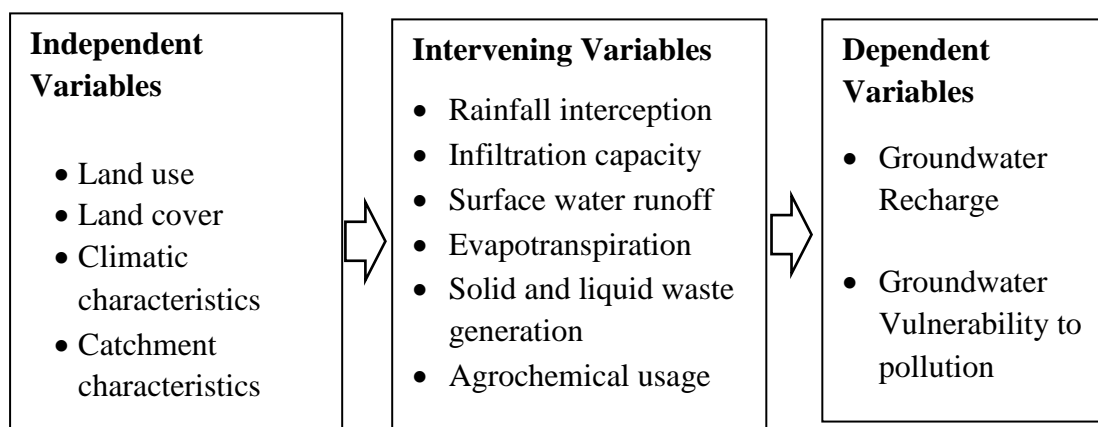 Independent
Variables
• Land use
• Land cover
• Climatic
characteristics
• Catchment
characteristics
Intervening Variables
• Rainfall interception
• Infiltration capacity
• Surface water runoff
• Evapotranspiration
• Solid and liquid waste
generation
• Agrochemical usage
Dependent
Variables
• Groundwater
Recharge
• Groundwater
Vulnerability to
pollution